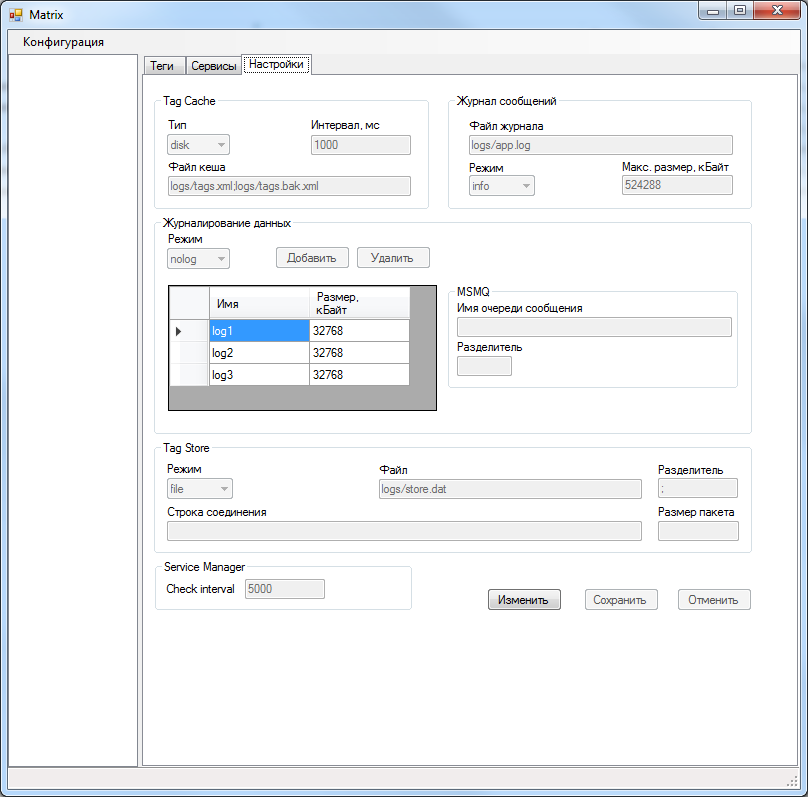 Matrix
Конфигурация
Теги Сервисы Настройки
Tag Cache
Тип Интервал, мс
disk 1000
Файл кеша
logs/tags.xml;logs/tags.bak.xml
Журнал сообщений
Файл журнала
logs/app.log
Режим Макс. размер, кБайт
info 524288
Журналирование данных
Режим
nolog Добавить Удалить
Имя Размер,
кБайт
log1 32768
log2 32768
log3 32768
MSMQ
Имя очереди сообщения
Разделитель
Tag Store
Режим Файл Разделитель
file logs/store.dat ;
Строка соединения Размер пакета
Service Manager
Check interval 5000
Изменить Сохранить Отменить